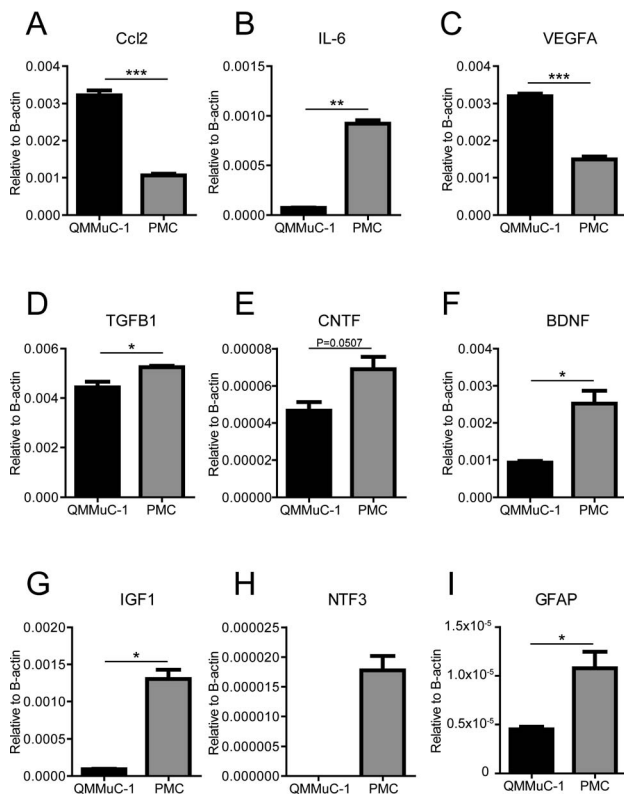 A
Ccl2
***
Relative to B-actin
0.004
0.003
0.002
0.001
0.000
QMMuC-1 PMC
B
IL-6
**
Relative to B-actin
0.0015
0.0010
0.0005
0.0000
QMMuC-1 PMC
C
VEGFA
***
Relative to B-actin
0.004
0.003
0.002
0.001
0.000
QMMuC-1 PMC
D
TGFB1
*
Relative to B-actin
0.006
0.004
0.002
0.000
QMMuC-1 PMC
E
CNTF
P=0.0507
Relative to B-actin
0.00008
0.00006
0.00004
0.00002
0.00000
QMMuC-1 PMC
F
BDNF
*
Relative to B-actin
0.004
0.003
0.002
0.001
0.000
QMMuC-1 PMC
G
IGF1
*
Relative to B-actin
0.0020
0.0015
0.0010
0.0005
0.0000
QMMuC-1 PMC
H
NTF3
Relative to B-actin
0.000025
0.000020
0.000015
0.000010
0.000005
0.000000
QMMuC-1 PMC
I
GFAP
*
Relative to B-actin
1.5x10-5
1.0x10-5
0.5x10-5
0
QMMuC-1 PMC